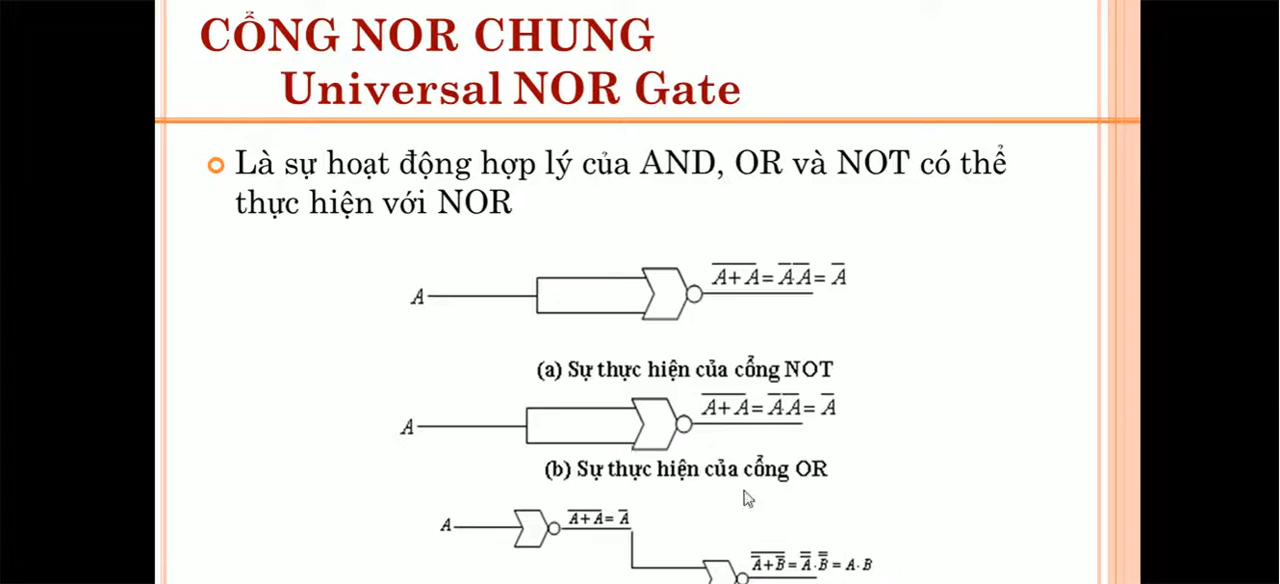 CỔNG NOR CHUNG
Universal NOR Gate
Là sự hoạt động hợp lý của AND, OR và NOT có thể
thực hiện với NOR
A
A̅+̅A̅ = A̅ A̅ = A̅
(a) Sự thực hiện của cổng NOT
A
A̅+̅A̅ = A̅ A̅ = A̅
(b) Sự thực hiện của cổng OR
A
A̅+̅A̅ = A̅
A̿+̅B̿ = A̿ · B̿ = A · B